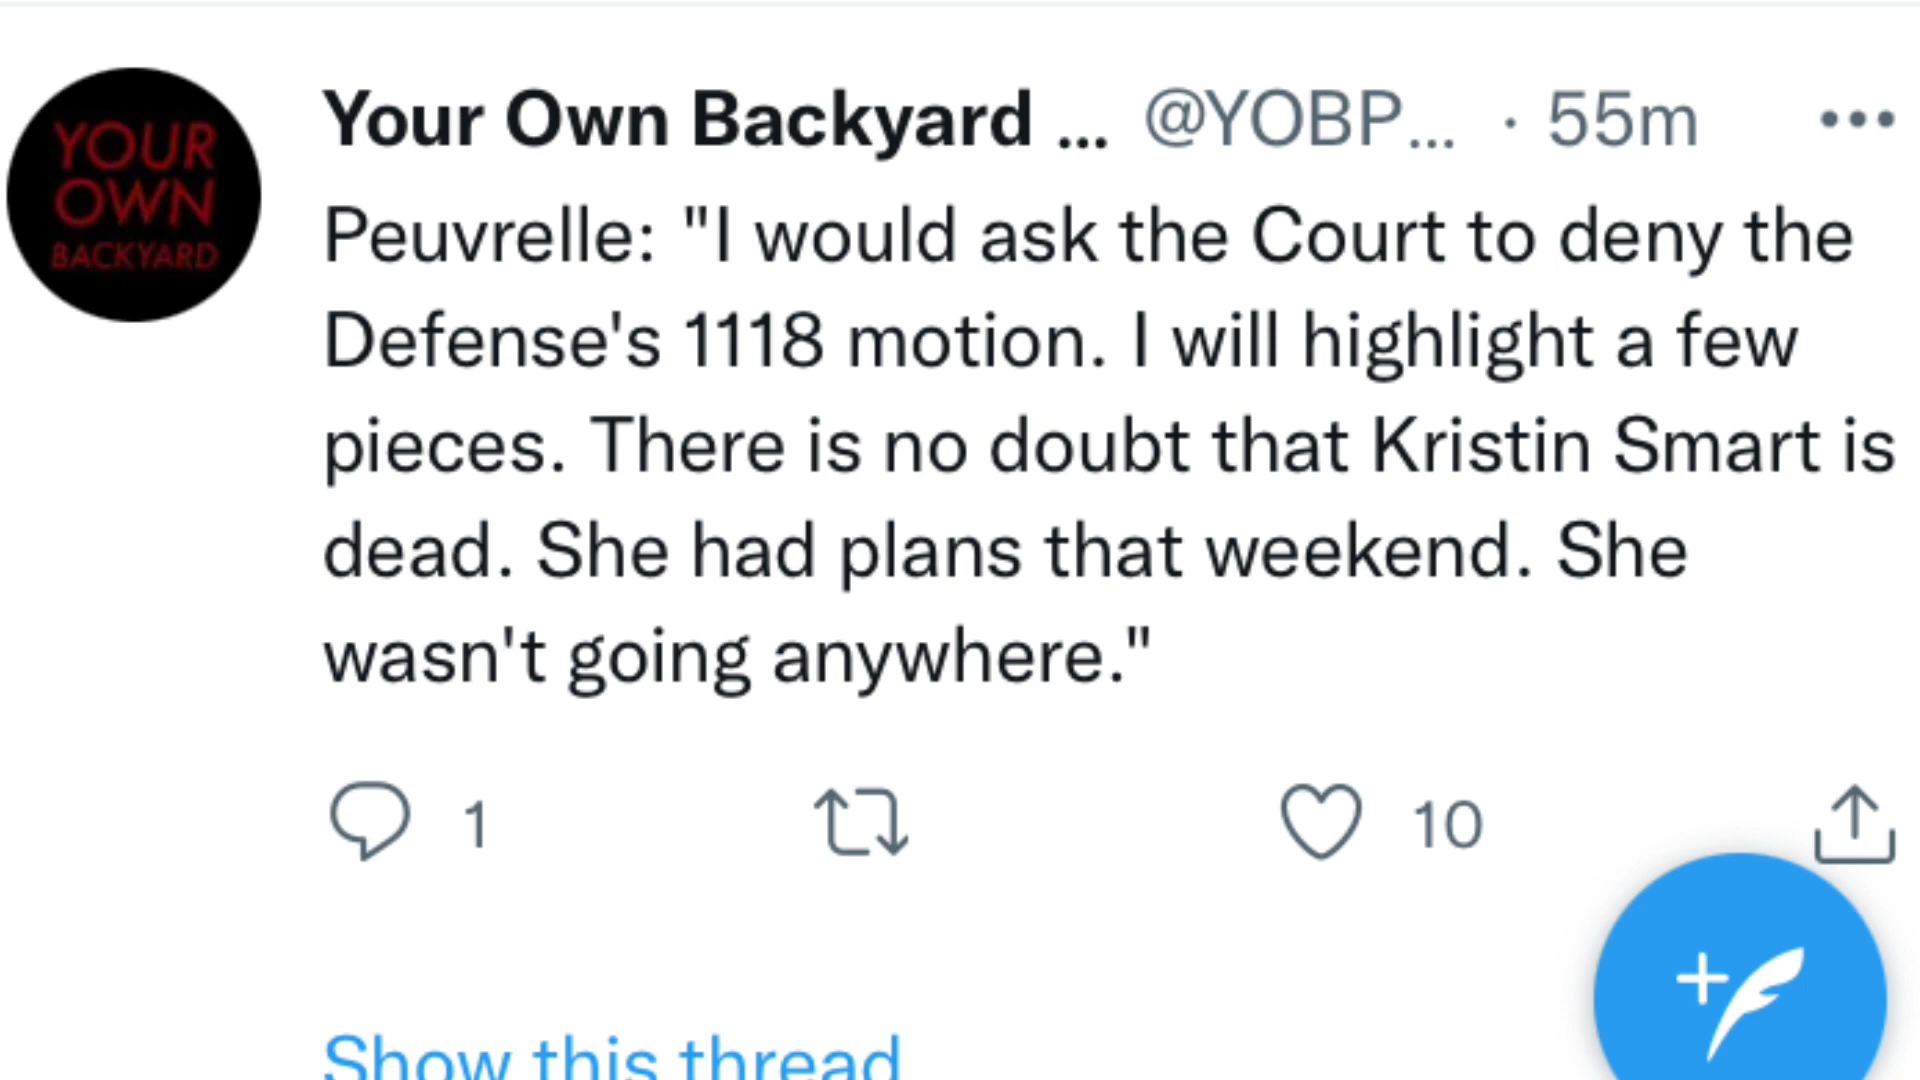 YOUR
OWN
BACKYARD
Your Own Backyard ... @YOBP... · 55m
Peuvrelle: "I would ask the Court to deny the
Defense's 1118 motion. I will highlight a few
pieces. There is no doubt that Kristin Smart is
dead. She had plans that weekend. She
wasn't going anywhere."
1
10
Show this thread